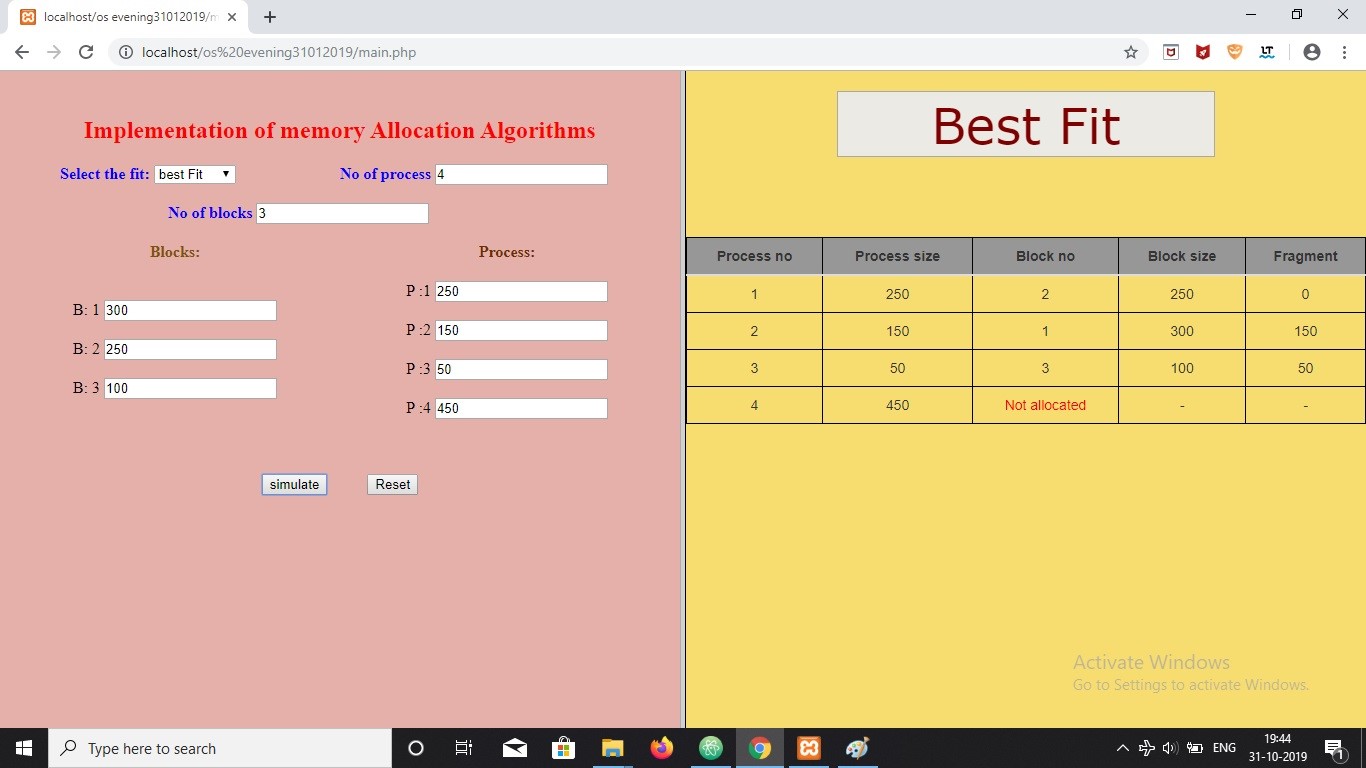 localhost/os evening31012019/m
localhost/os%20evening31012019/main.php
Implementation of memory Allocation Algorithms
Select the fit: best Fit No of process 4
No of blocks 3
Blocks: Process:
B: 1 300
B: 2 250
B: 3 100
P :1 250
P :2 150
P :3 50
P :4 450
simulate Reset
Best Fit
Process no Process size Block no Block size Fragment
1 250 2 250 0
2 150 1 300 150
3 50 3 100 50
4 450 Not allocated - -
Activate Windows
Go to Settings to activate Windows.
Type here to search
ENG
19:44
31-10-2019
1